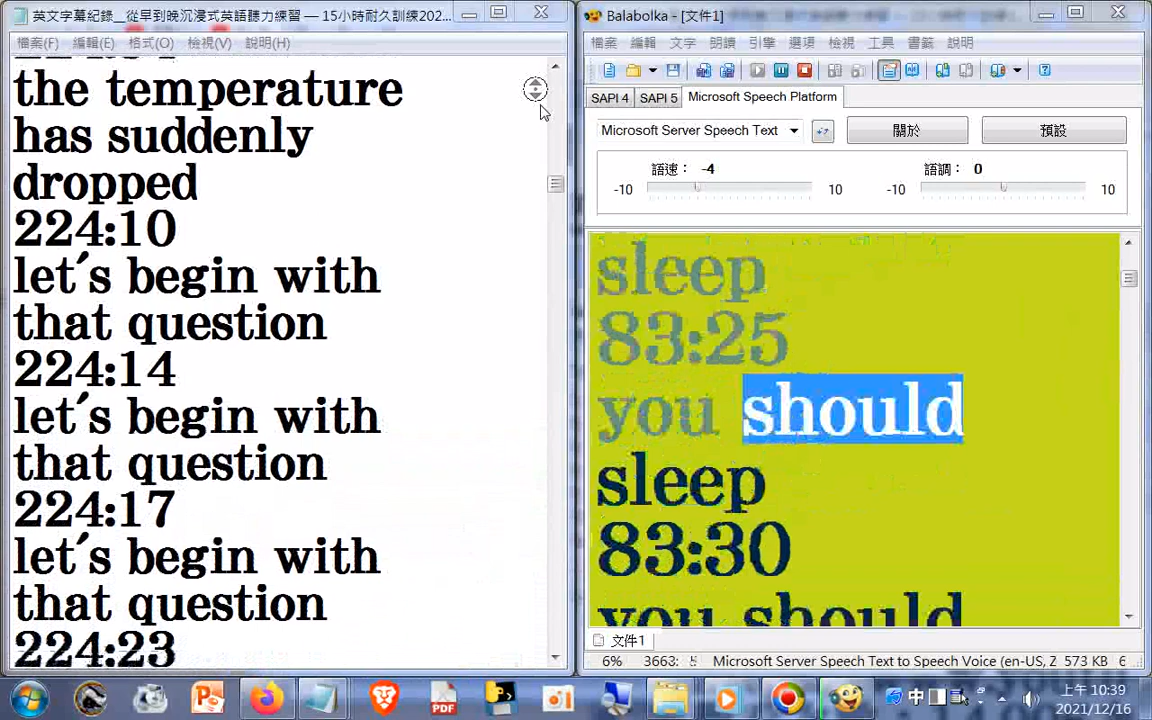 英文字幕紀錄__從早到晚沉浸式英語聽力練習 — 15小時耐久訓練202...
檔案(F) 編輯(E) 格式(O) 檢視(V) 說明(H)
the temperature
has suddenly
dropped
224:10
let's begin with
that question
224:14
let's begin with
that question
224:17
let's begin with
that question
224:23
Balabolka - [文件1]
檔案 編輯 文字 朗讀 引擎 選項 檢視 工具 書籤 說明
SAPI 4 SAPI 5 Microsoft Speech Platform
Microsoft Server Speech Text 關於 預設
語速： -4 語調： 0
-10 10 -10 10
sleep
83:25
you should
sleep
83:30
you should
文件1
6% 3663: Microsoft Server Speech Text to Speech Voice (en-US, Z 573 KB 6
PDF 中 上午 10:39
2021/12/16